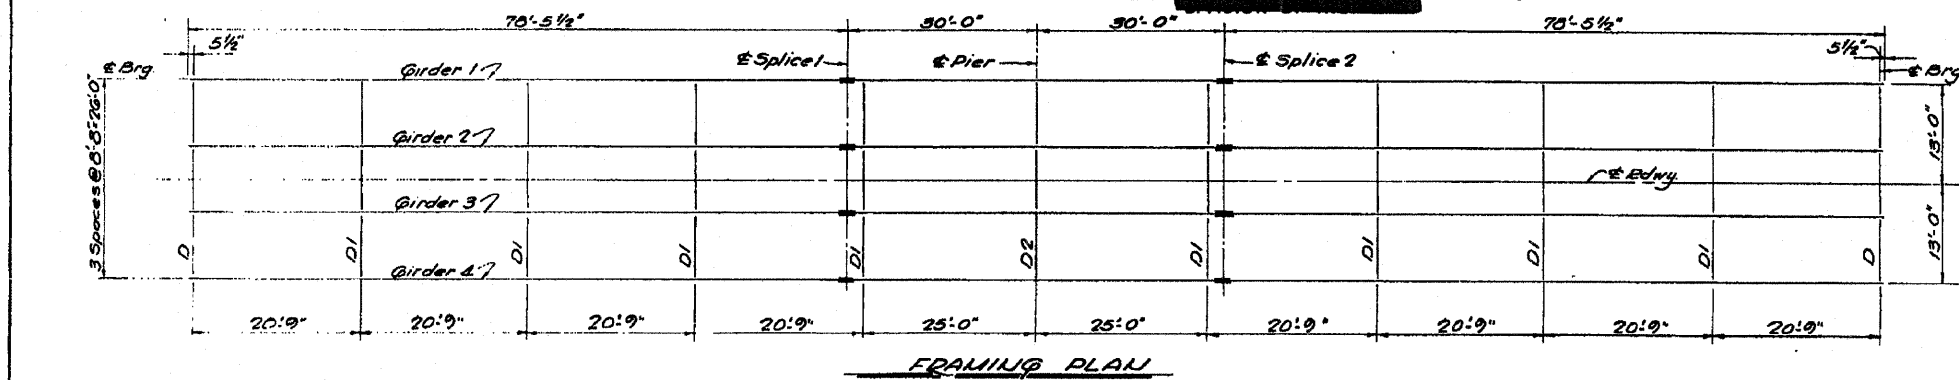 78'-5½" 30'-0" 30'-0" 78'-5½"
5½" 5½"
℄ Brg. Girder 1 ℄ Splice 1 ℄ Pier ℄ Splice 2 ℄ Brg
3 Spaces @ 8'-8"=26'-0"
Girder 2
℄ Rdwy.
Girder 3
13'-0" 13'-0"
D D1 D1 D1 D1 D2 D1 D1 D1 D1 D
Girder 4
20'-9" 20'-9" 20'-9" 20'-9" 25'-0" 25'-0" 20'-9" 20'-9" 20'-9" 20'-9"
FRAMING PLAN